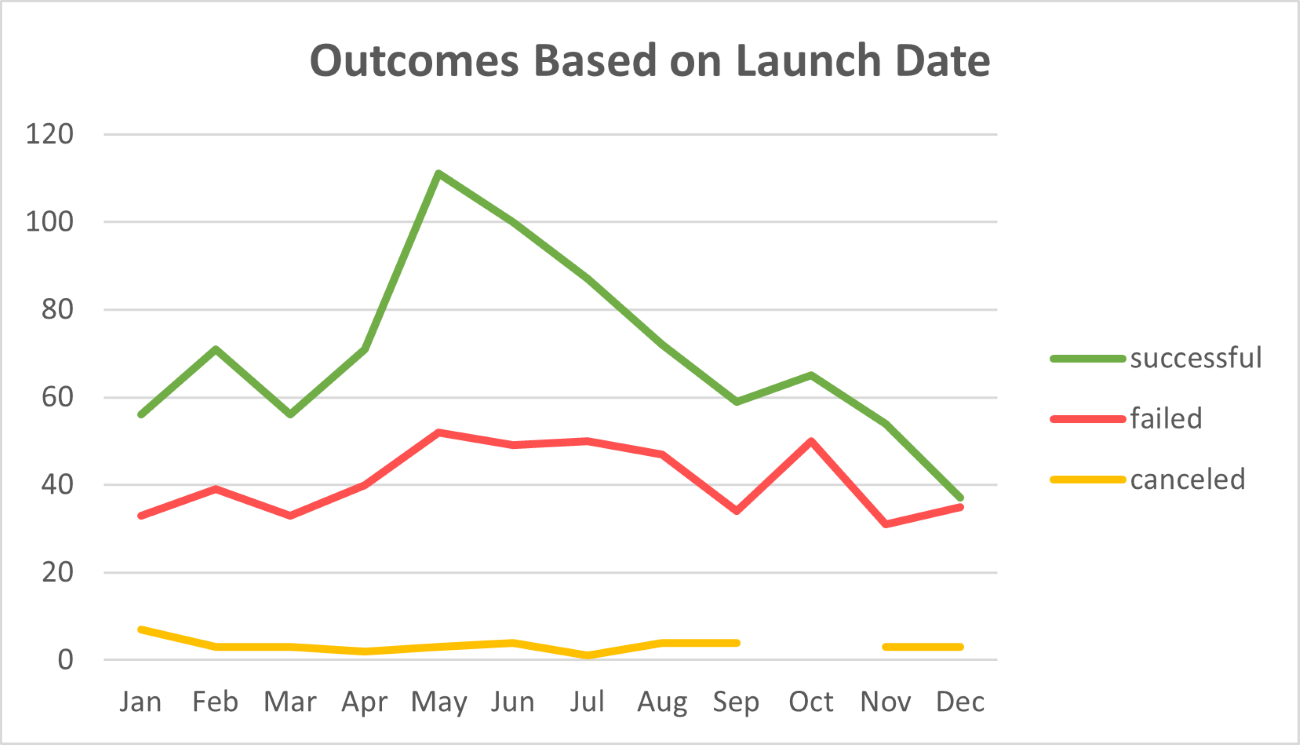 Outcomes Based on Launch Date
120
100
80
60
40
20
0
Jan Feb Mar Apr May Jun Jul Aug Sep Oct Nov Dec
successful
failed
canceled